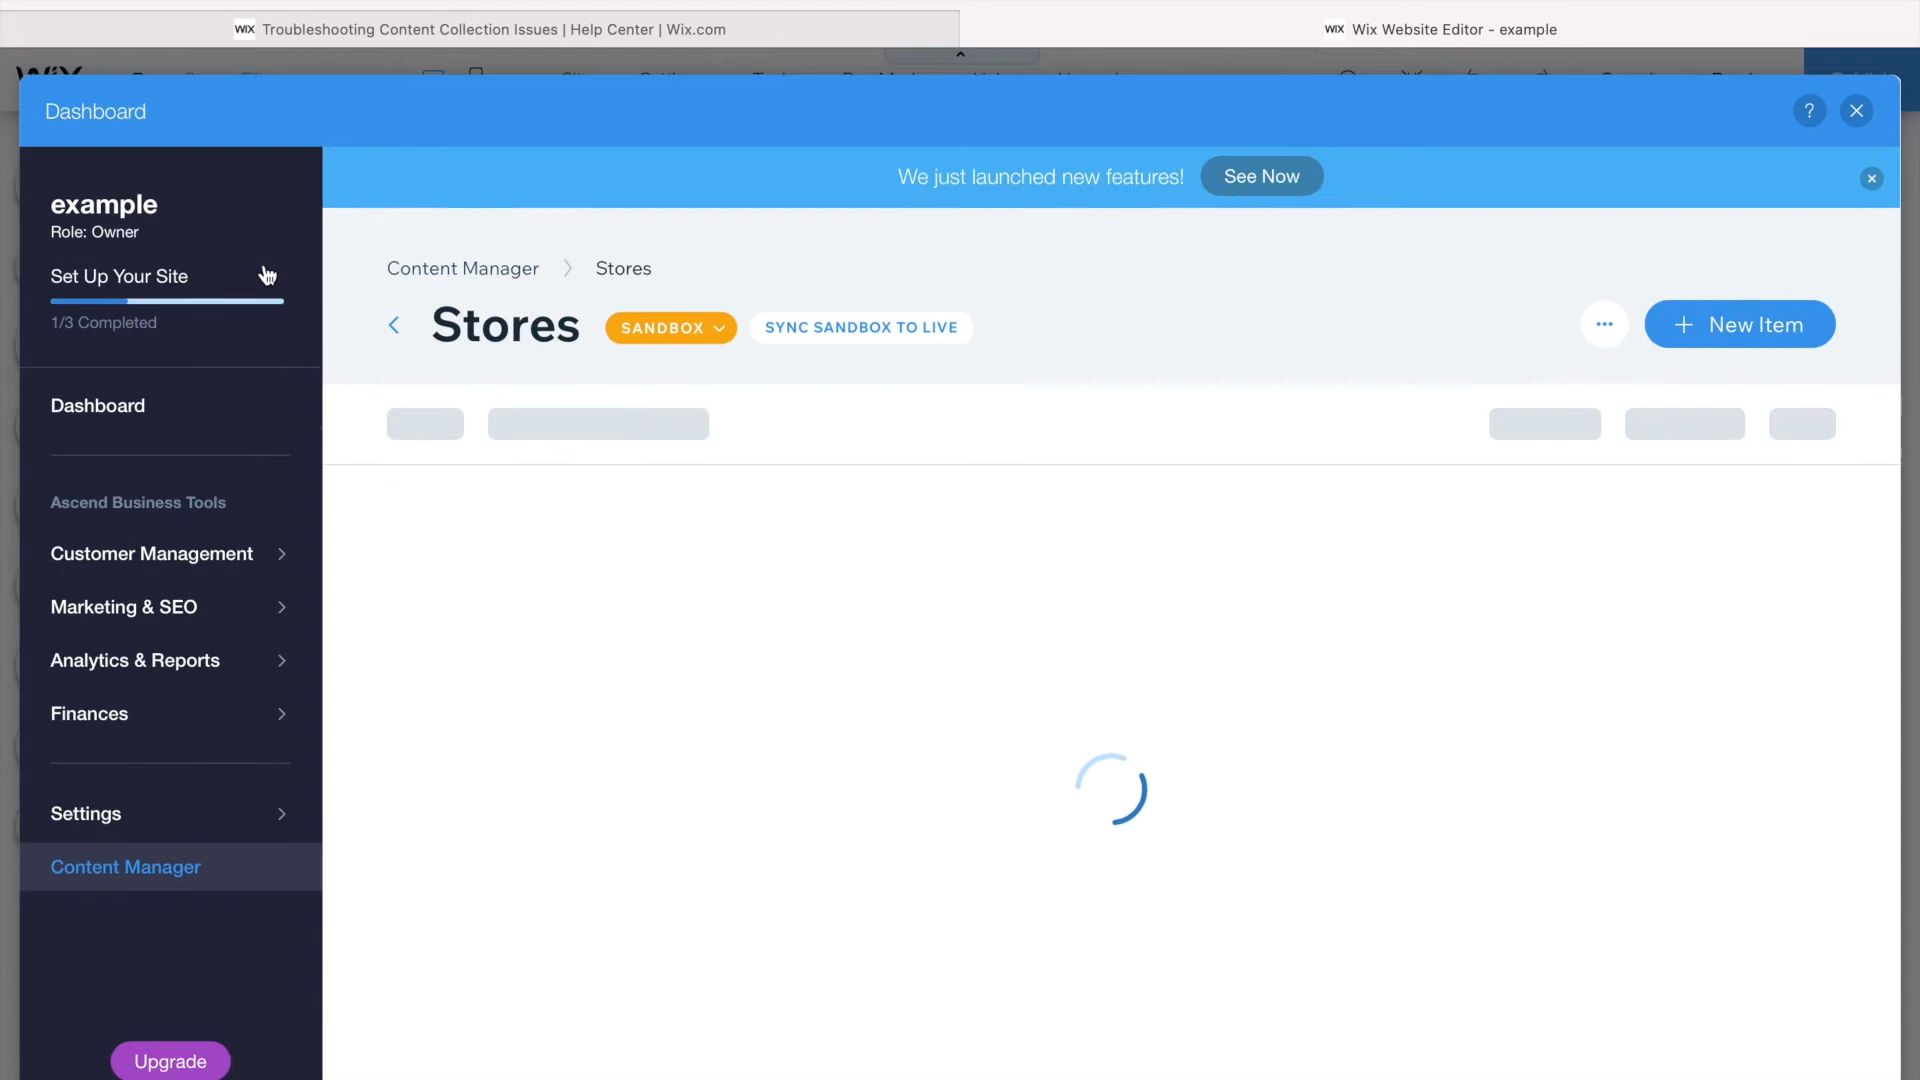 WIX Troubleshooting Content Collection Issues | Help Center | Wix.com
WIX Wix Website Editor - example
Dashboard
?
We just launched new features! See Now
example
Role: Owner
Set Up Your Site
1/3 Completed
Content Manager > Stores
Stores SANDBOX SYNC SANDBOX TO LIVE
... + New Item
Dashboard
Ascend Business Tools
Customer Management
Marketing & SEO
Analytics & Reports
Finances
Settings
Content Manager
Upgrade